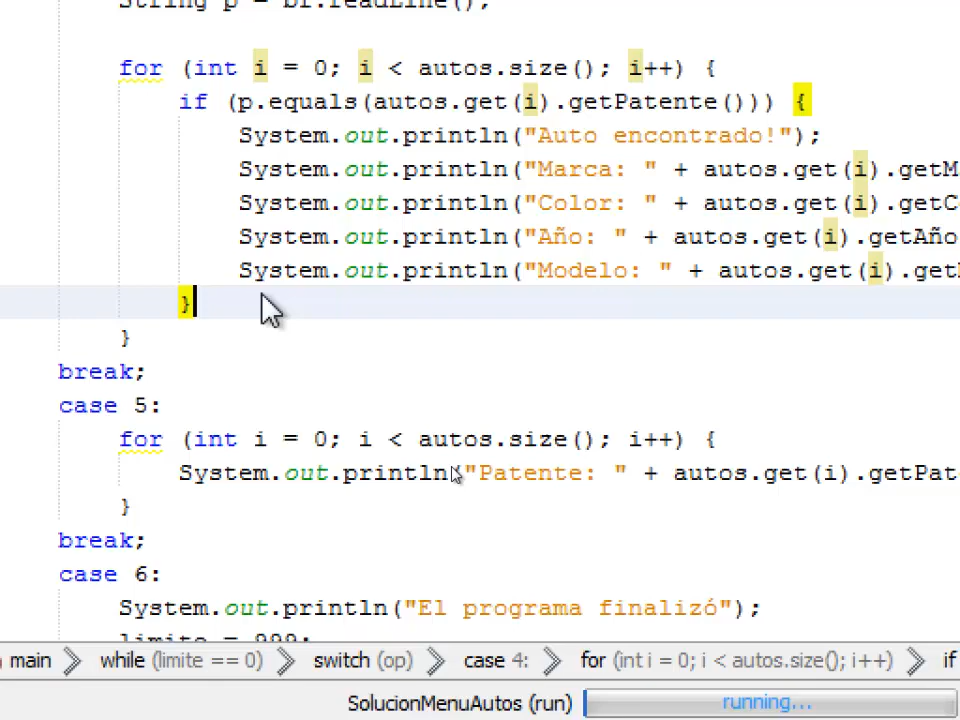 String p = br.readLine();
for (int i = 0; i < autos.size(); i++) {
if (p.equals(autos.get(i).getPatente())) {
System.out.println("Auto encontrado!");
System.out.println("Marca: " + autos.get(i).getM
System.out.println("Color: " + autos.get(i).getC
System.out.println("Año: " + autos.get(i).getAño
System.out.println("Modelo: " + autos.get(i).get
}
}
break;
case 5:
for (int i = 0; i < autos.size(); i++) {
System.out.println("Patente: " + autos.get(i).getPat
}
break;
case 6:
System.out.println("El programa finalizó");
limite = 999;
main while (limite == 0) switch (op) case 4: for (int i = 0; i < autos.size(); i++) if
SolucionMenuAutos (run) running...